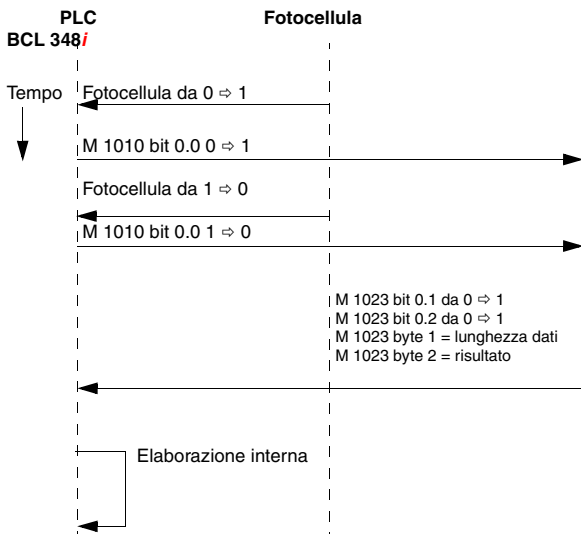 PLC
BCL 348i
Fotocellula
Tempo
Fotocellula da 0 ⇨ 1
M 1010 bit 0.0 0 ⇨ 1
Fotocellula da 1 ⇨ 0
M 1010 bit 0.0 1 ⇨ 0
M 1023 bit 0.1 da 0 ⇨ 1
M 1023 bit 0.2 da 0 ⇨ 1
M 1023 byte 1 = lunghezza dati
M 1023 byte 2 = risultato
Elaborazione interna